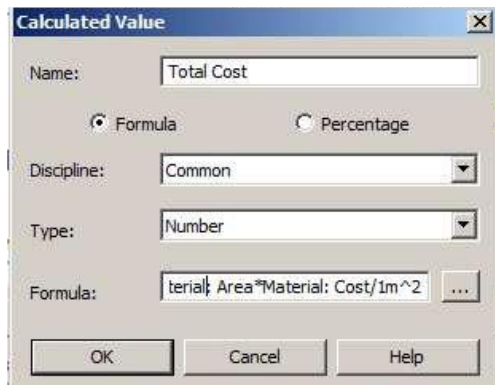 Calculated Value
Name: Total Cost
Formula Percentage
Discipline: Common
Type: Number
Formula: terial: Area*Material: Cost/1m^2 ...
OK Cancel Help